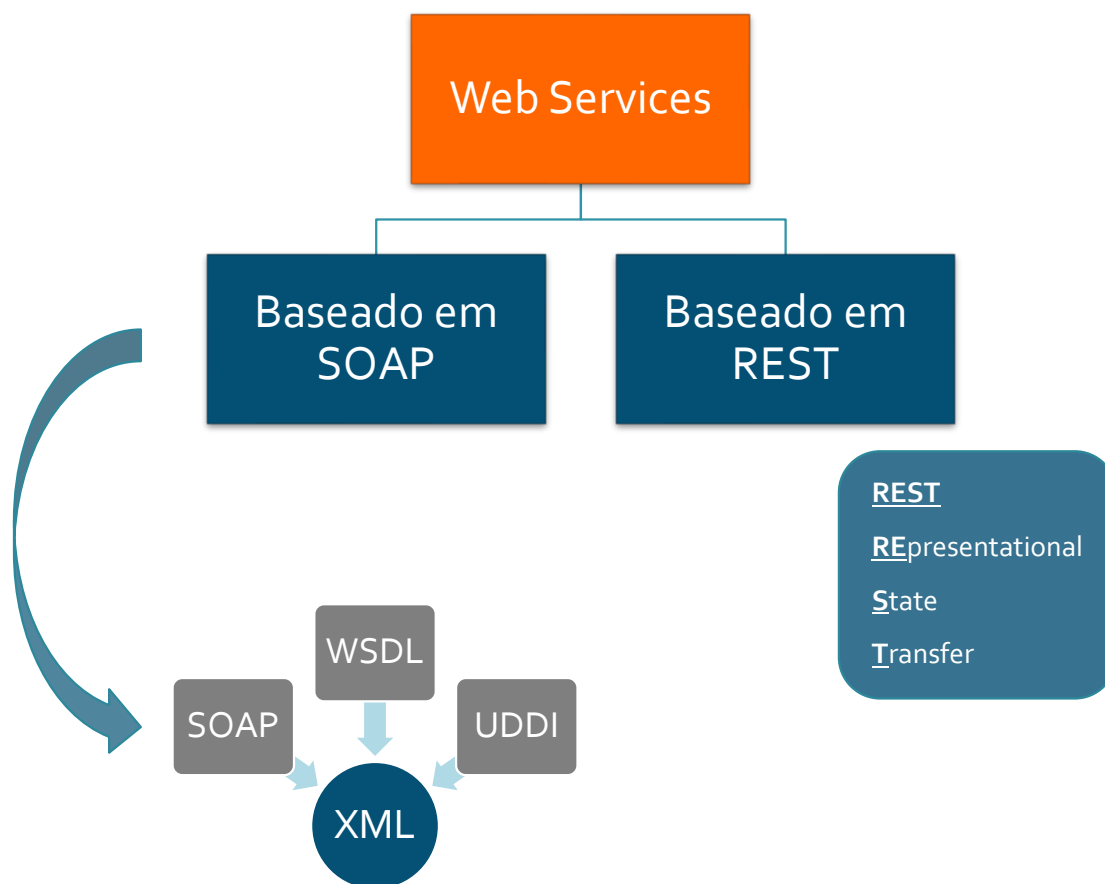 Web Services
Baseado em
SOAP
Baseado em
REST
REST
REpresentational
State
Transfer
WSDL
SOAP
UDDI
XML